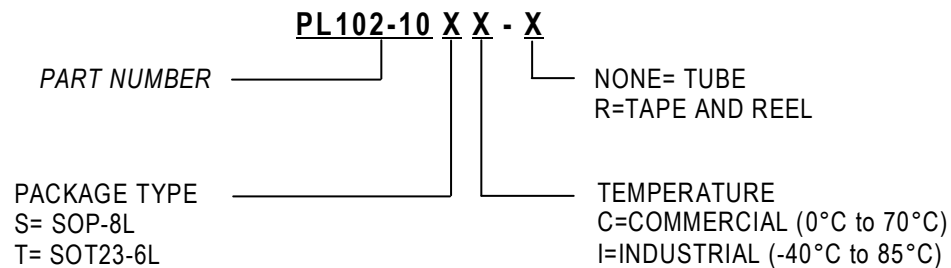 PL102-10 X X - X
PART NUMBER
NONE= TUBE
R=TAPE AND REEL
PACKAGE TYPE
S= SOP-8L
T= SOT23-6L
TEMPERATURE
C=COMMERCIAL (0°C to 70°C)
I=INDUSTRIAL (-40°C to 85°C)